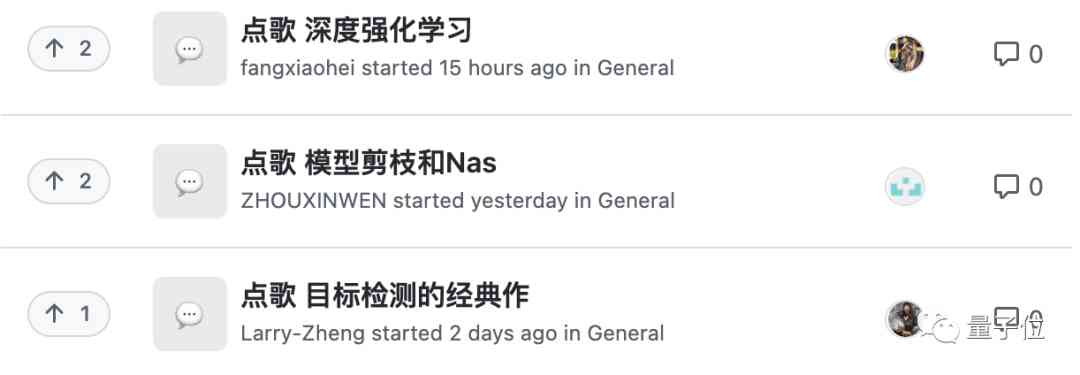 2
点歌 深度强化学习
fangxiaohei started 15 hours ago in General
0
2
点歌 模型剪枝和Nas
ZHOUXINWEN started yesterday in General
0
1
点歌 目标检测的经典作
Larry-Zheng started 2 days ago in General
0
量子位